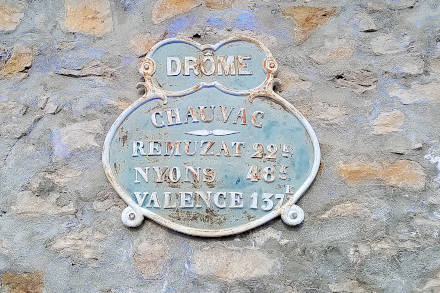 DRÔME
CHAUVAC
REMUZAT 22K
NYONS 48K
VALENCE 137K